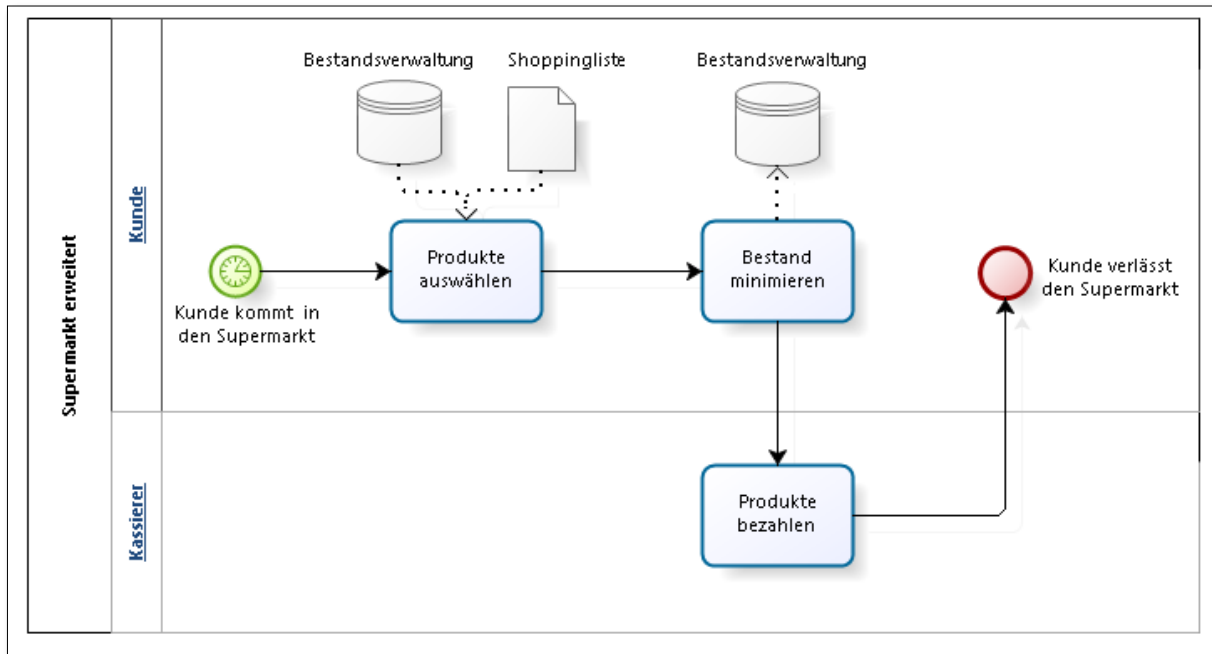 Supermarkt erweitert
Kunde
Bestandsverwaltung
Shoppingliste
Bestandsverwaltung
Kunde kommt in
den Supermarkt
Produkte
auswählen
Bestand
minimieren
Kunde verlässt
den Supermarkt
Kassierer
Produkte
bezahlen